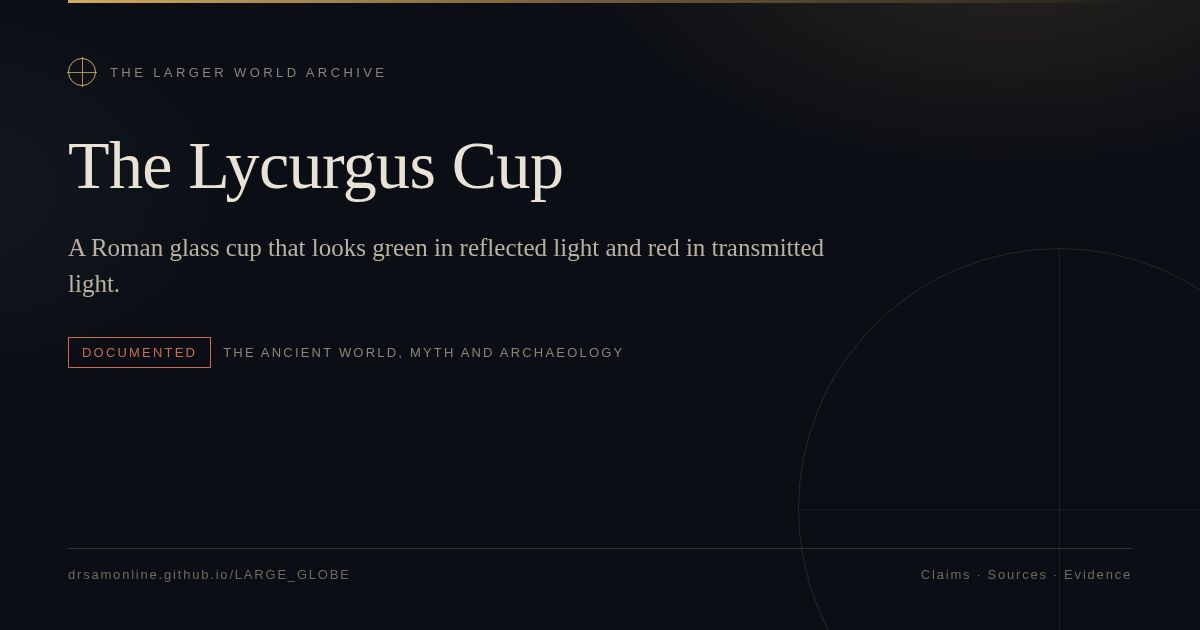 THE LARGER WORLD ARCHIVE
The Lycurgus Cup
A Roman glass cup that looks green in reflected light and red in transmitted
light.
DOCUMENTED THE ANCIENT WORLD, MYTH AND ARCHAEOLOGY
drsamonline.github.io/LARGE_GLOBE Claims · Sources · Evidence